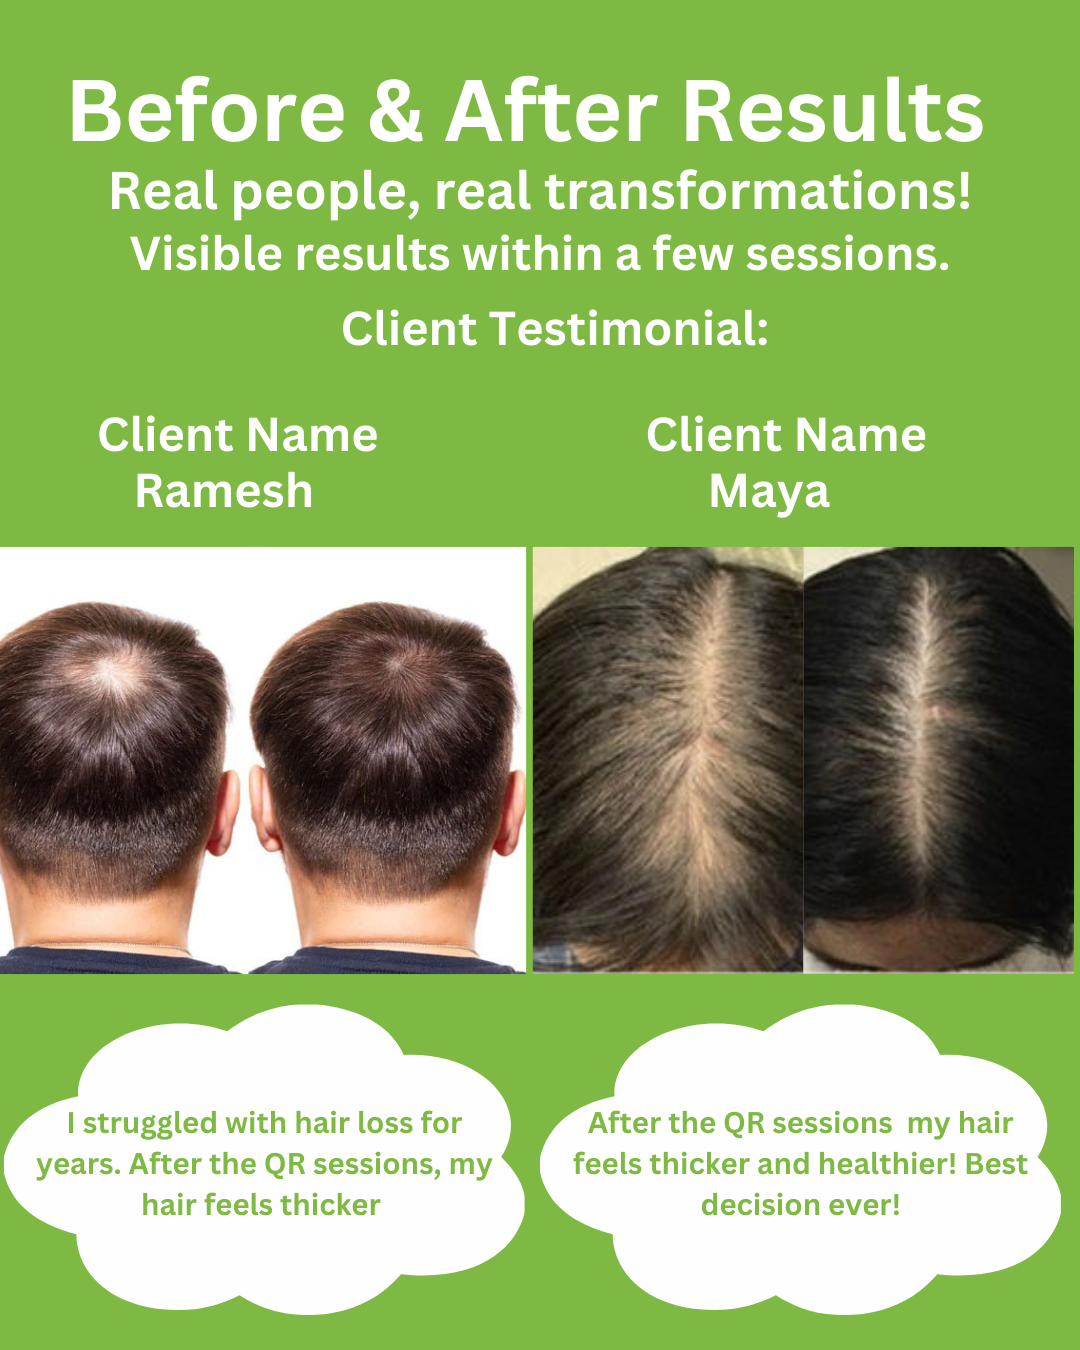 Before & After Results
Real people, real transformations!
Visible results within a few sessions.
Client Testimonial:
Client Name
Ramesh
Client Name
Maya
I struggled with hair loss for
years. After the QR sessions, my
hair feels thicker
After the QR sessions  my hair
feels thicker and healthier! Best
decision ever!